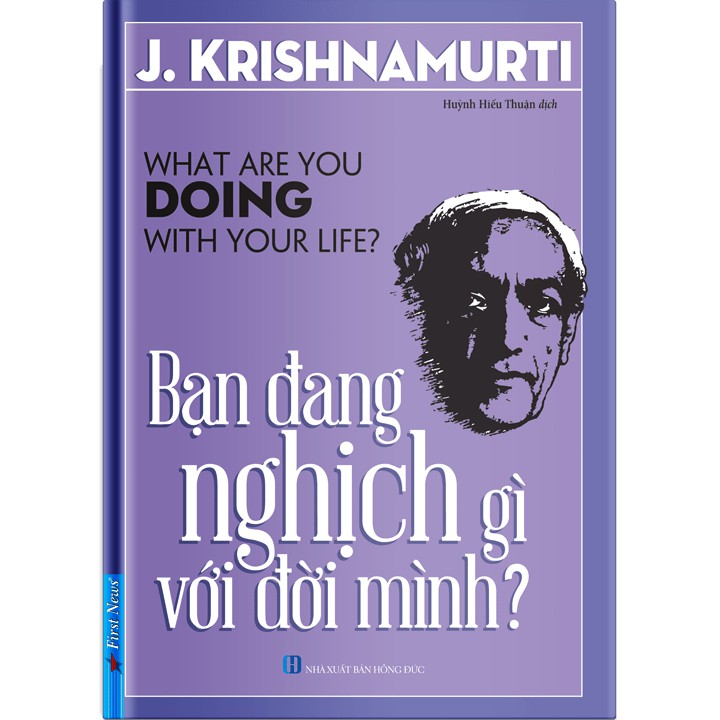 J. KRISHNAMURTI
Huỳnh Hiếu Thuận dịch
WHAT ARE YOU
DOING
WITH YOUR LIFE?
Bạn đang
nghịch gì
với đời mình?
First News
H NHÀ XUẤT BẢN HỒNG ĐỨC